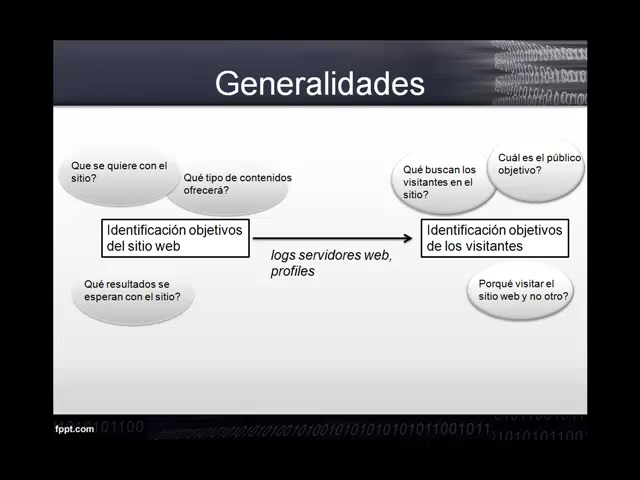 Generalidades
Que se quiere con el
sitio?
Qué tipo de contenidos
ofrecerá?
Qué buscan los
visitantes en el
sitio?
Cuál es el público
objetivo?
Identificación objetivos
del sitio web
logs servidores web,
profiles
Identificación objetivos
de los visitantes
Qué resultados se
esperan con el sitio?
Porqué visitar el
sitio web y no otro?
fppt.com